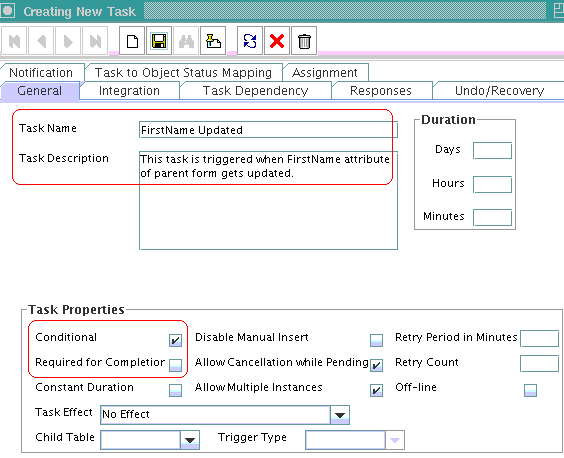 Creating New Task
Notification Task to Object Status Mapping Assignment
General Integration Task Dependency Responses Undo/Recovery
Task Name FirstName Updated
Duration
Task Description This task is triggered when FirstName attribute
of parent form gets updated.
Days
Hours
Minutes
Task Properties
Conditional Disable Manual Insert Retry Period in Minutes
Required for Completion Allow Cancellation while Pending Retry Count
Constant Duration Allow Multiple Instances Off-line
Task Effect No Effect
Child Table Trigger Type